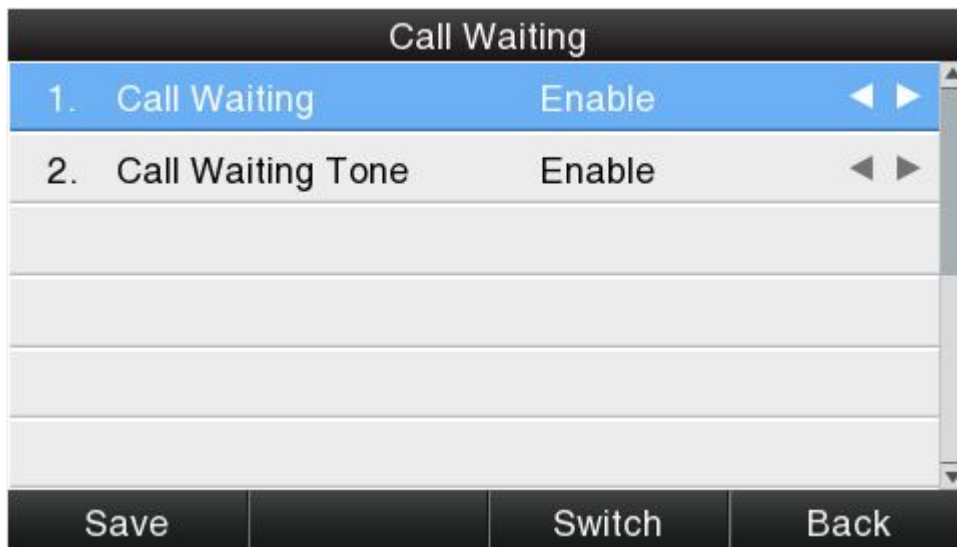 Call Waiting
1. Call Waiting Enable
2. Call Waiting Tone Enable
Save Switch Back